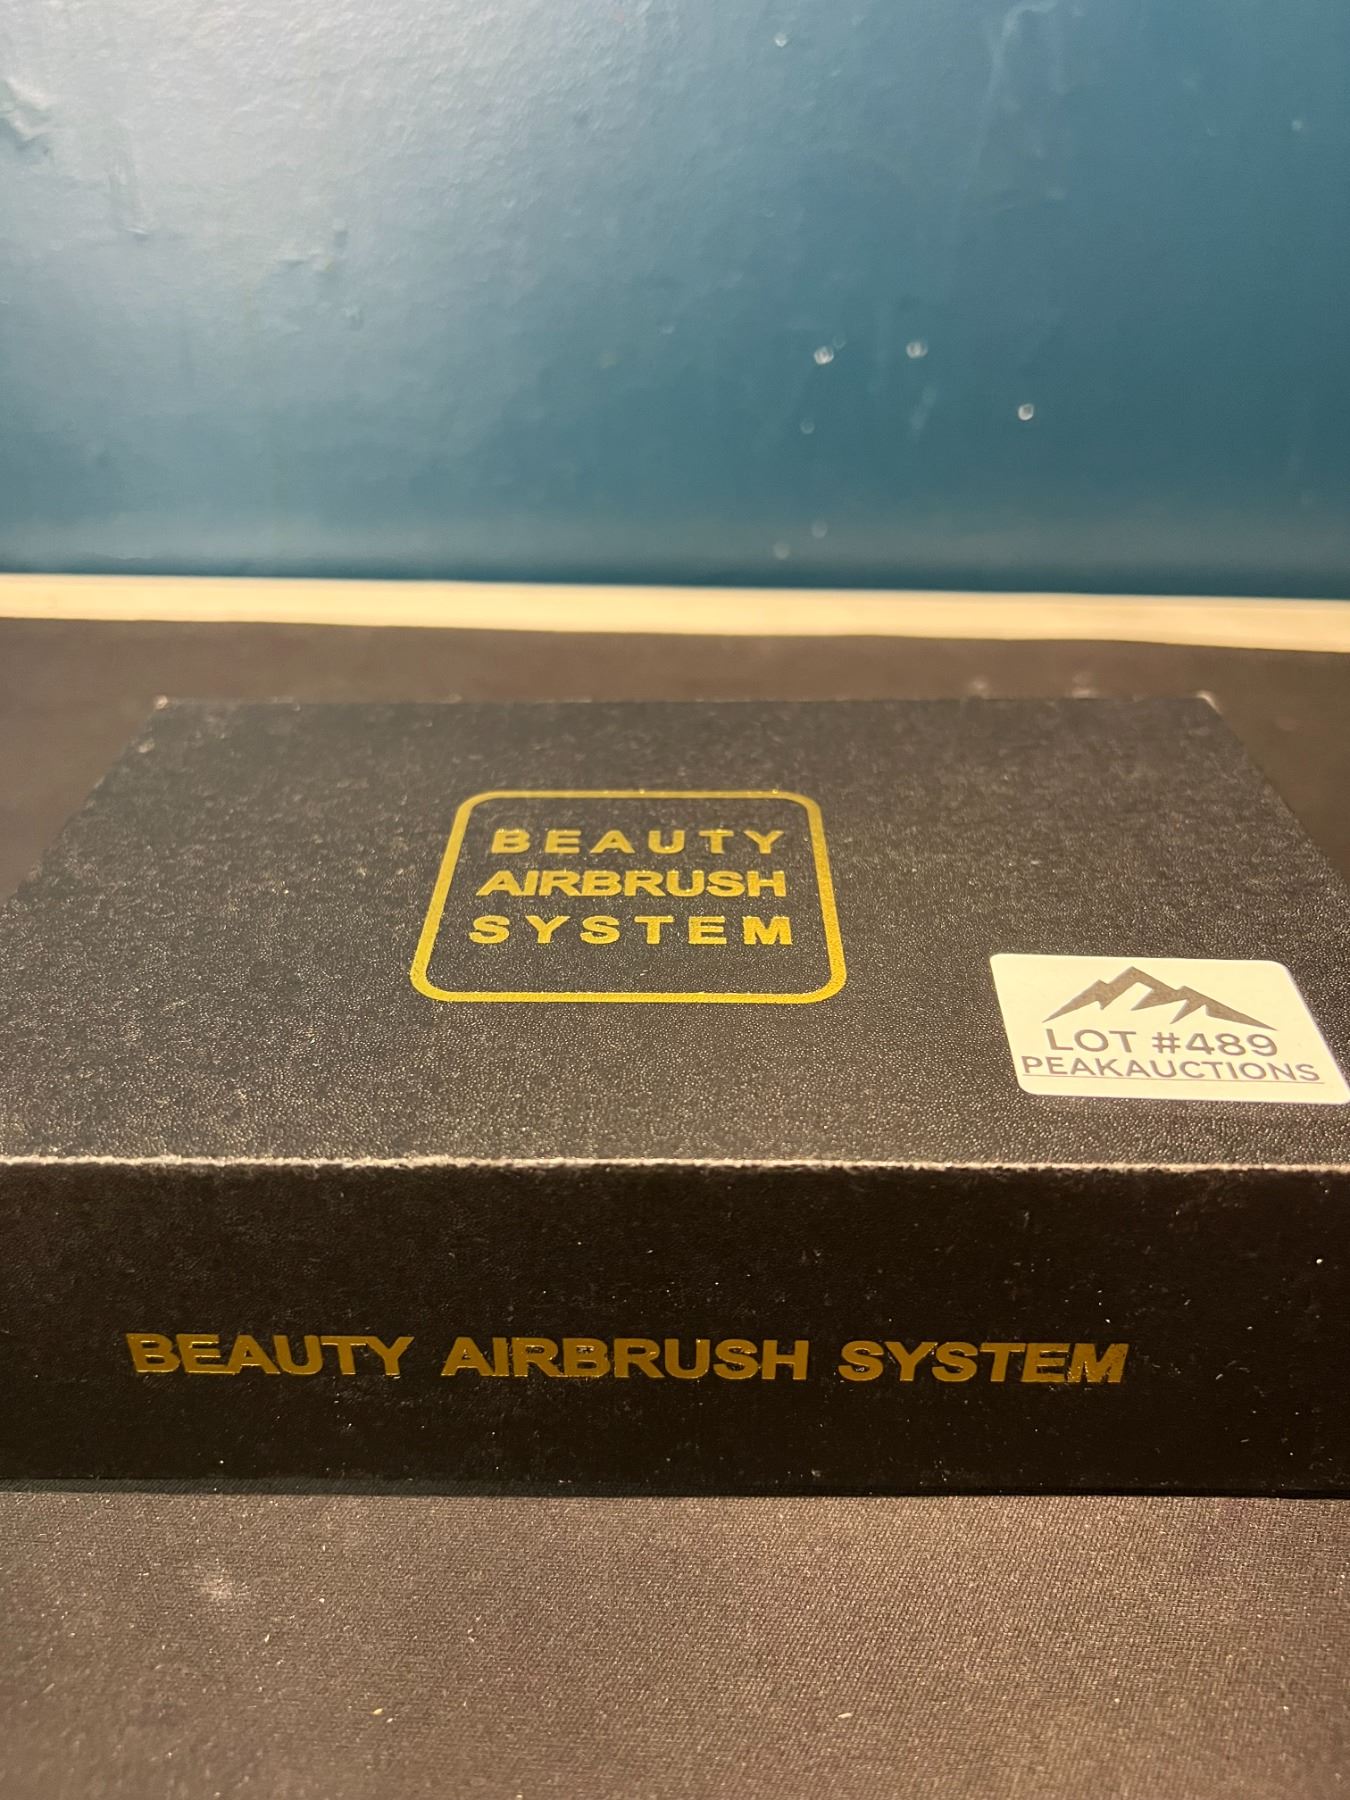 BEAUTY
AIRBRUSH
SYSTEM
LOT #489
PEAKAUCTIONS
BEAUTY AIRBRUSH SYSTEM